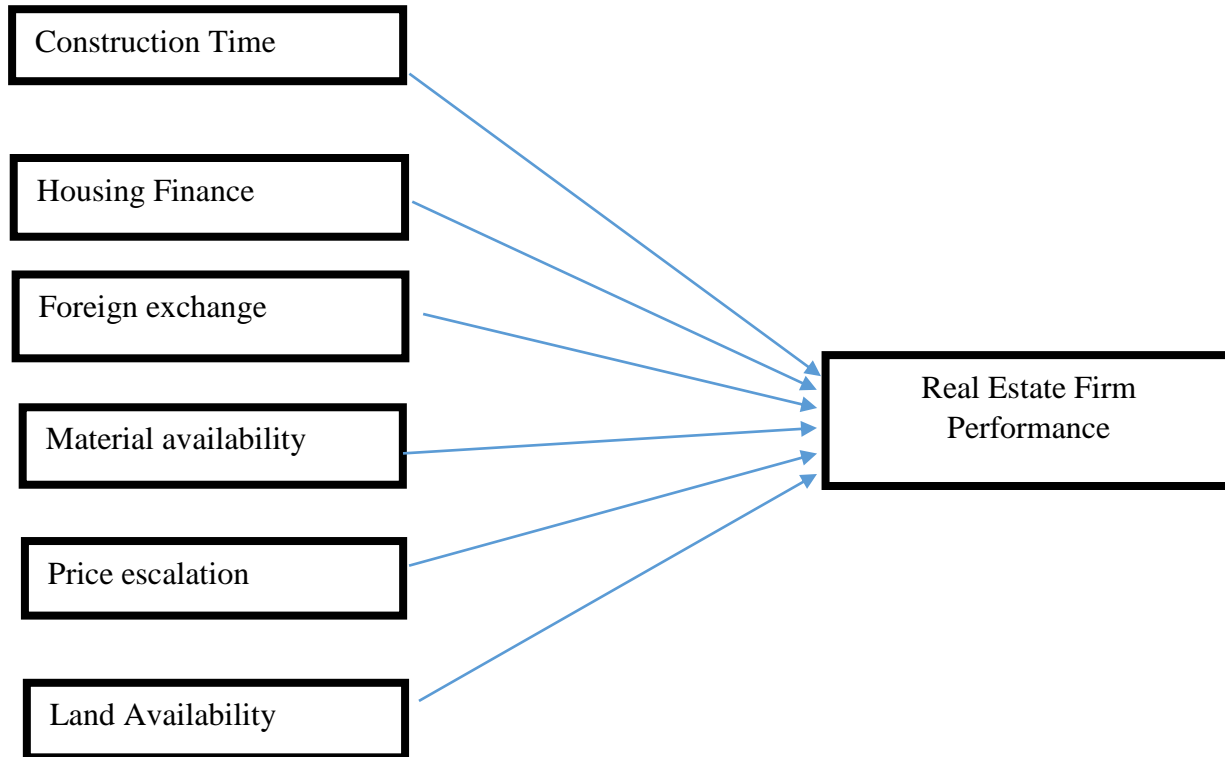 Construction Time
Housing Finance
Foreign exchange
Material availability
Price escalation
Land Availability
Real Estate Firm
Performance